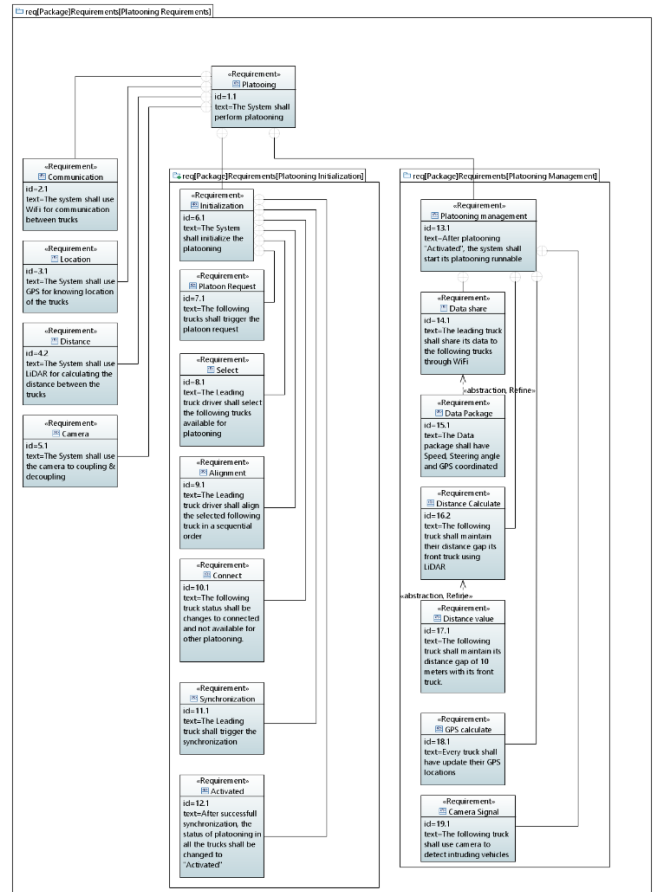 req[Package]Requirements[Platooning Requirements]
«Requirement»
Platooing
id=1.1
text=The System shall
perform platooning
«Requirement»
Communication
id=2.1
text=The system shall use
WiFi for communication
between trucks
«Requirement»
Location
id=3.1
text=The System shall use
GPS for knowing location
of the trucks
«Requirement»
Distance
id=4.2
text=The System shall use
LiDAR for calculating the
distance between the
trucks
«Requirement»
Camera
id=5.1
text=The System shall use
the camera to coupling &
decoupling
req[Package]Requirements[Platooning Initialization]
«Requirement»
Initialization
id=6.1
text=The System
shall initialize the
platooning
«Requirement»
Platoon Request
id=7.1
text=The following
trucks shall trigger the
platoon request
«Requirement»
Select
id=8.1
text=The Leading
truck driver shall select
the following trucks
available for
platooning
«Requirement»
Alignment
id=9.1
text=The Leading
truck driver shall align
the selected following
truck in a sequential
order
«Requirement»
Connect
id=10.1
text=The following
truck status shall be
changes to connected
and not available for
other platooning.
«Requirement»
Synchronization
id=11.1
text=The Leading
truck shall trigger the
synchronization
«Requirement»
Activated
id=12.1
text=After successfull
synchronization, the
status of platooning in
all the trucks shall be
changed to
"Activated"
req[Package]Requirements[Platooning Management]
«Requirement»
Platooning management
id=13.1
text=After platooning
"Activated", the system shall
start its platooning runnable
«Requirement»
Data share
id=14.1
text=The leading truck
shall share its data to
the following trucks
through WiFi
«abstraction, Refine»
«Requirement»
Data Package
id=15.1
text=The Data
package shall have
Speed, Steering angle
and GPS coordinated
«Requirement»
Distance Calculate
id=16.2
text=The following
truck shall maintain
their distance gap its
front truck using
LiDAR
«abstraction, Refine»
«Requirement»
Distance value
id=17.1
text=The following
truck shall maintain its
distance gap of 10
meters with its front
truck.
«Requirement»
GPS calculate
id=18.1
text=Every truck shall
have update their GPS
locations
«Requirement»
Camera Signal
id=19.1
text=The following truck
shall use camera to
detect intruding vehicles